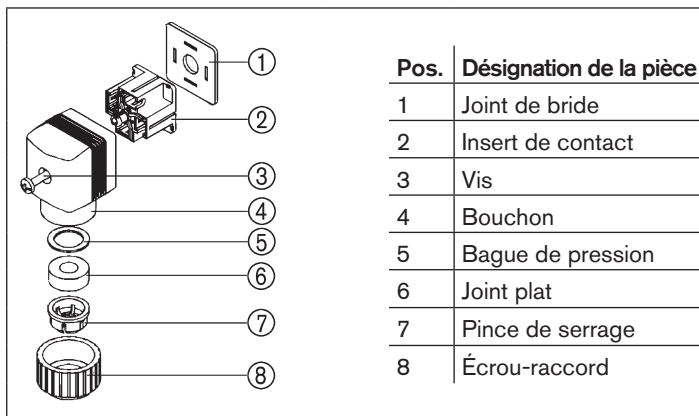 1
2
3
4
5
6
7
8
Pos. Désignation de la pièce
1 Joint de bride
2 Insert de contact
3 Vis
4 Bouchon
5 Bague de pression
6 Joint plat
7 Pince de serrage
8 Écrou-raccord